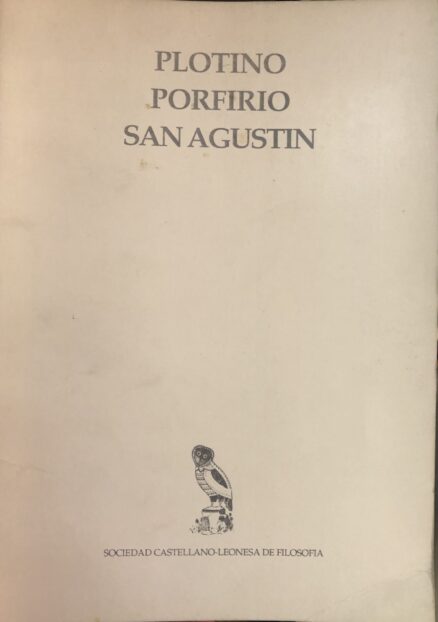 PLOTINO
PORFIRIO
SAN AGUSTIN
SOCIEDAD CASTELLANO-LEONESA DE FILOSOFIA